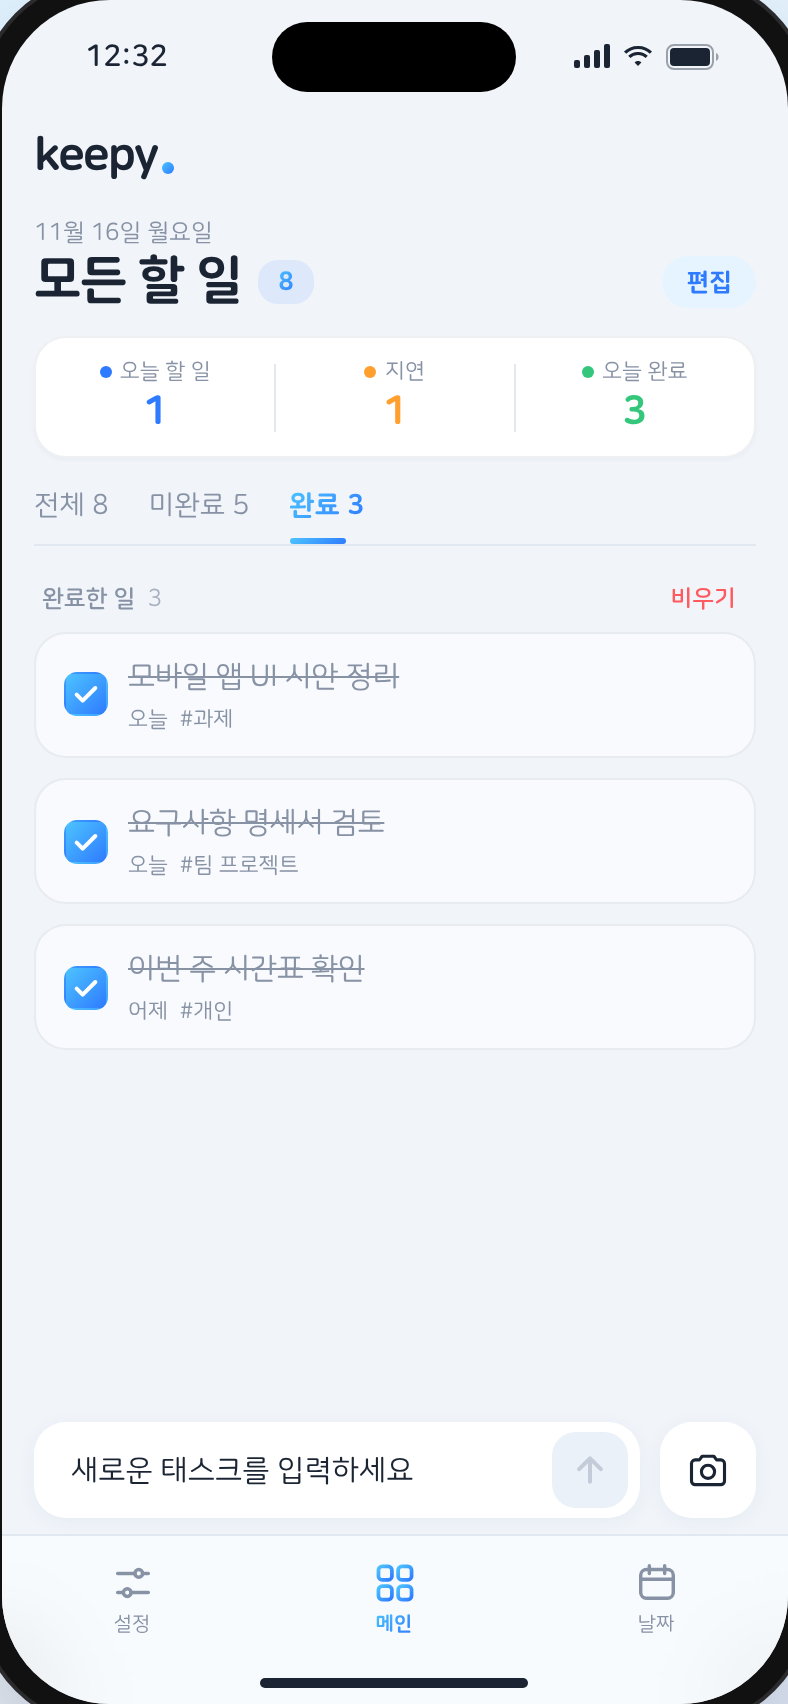 12:32
keepy.
11월 16일 월요일
모든 할 일 8
편집
오늘 할 일 지연 오늘 완료
1 1 3
전체 8 미완료 5 완료 3
완료한 일 3 비우기
모바일 앱 UI 시안 정리
오늘 #과제
요구사항 명세서 검토
오늘 #팀 프로젝트
이번 주 시간표 확인
어제 #개인
새로운 태스크를 입력하세요
설정 메인 날짜